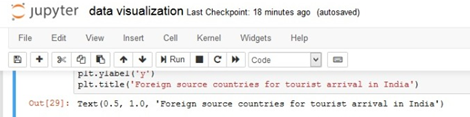 jupyter data visualization Last Checkpoint: 18 minutes ago (autosaved)
File Edit View Insert Cell Kernel Widgets Help
Run Code
plt.ylabel('y')
plt.title('Foreign source countries for tourist arrival in India')
Out[29]: Text(0.5, 1.0, 'Foreign source countries for tourist arrival in India')